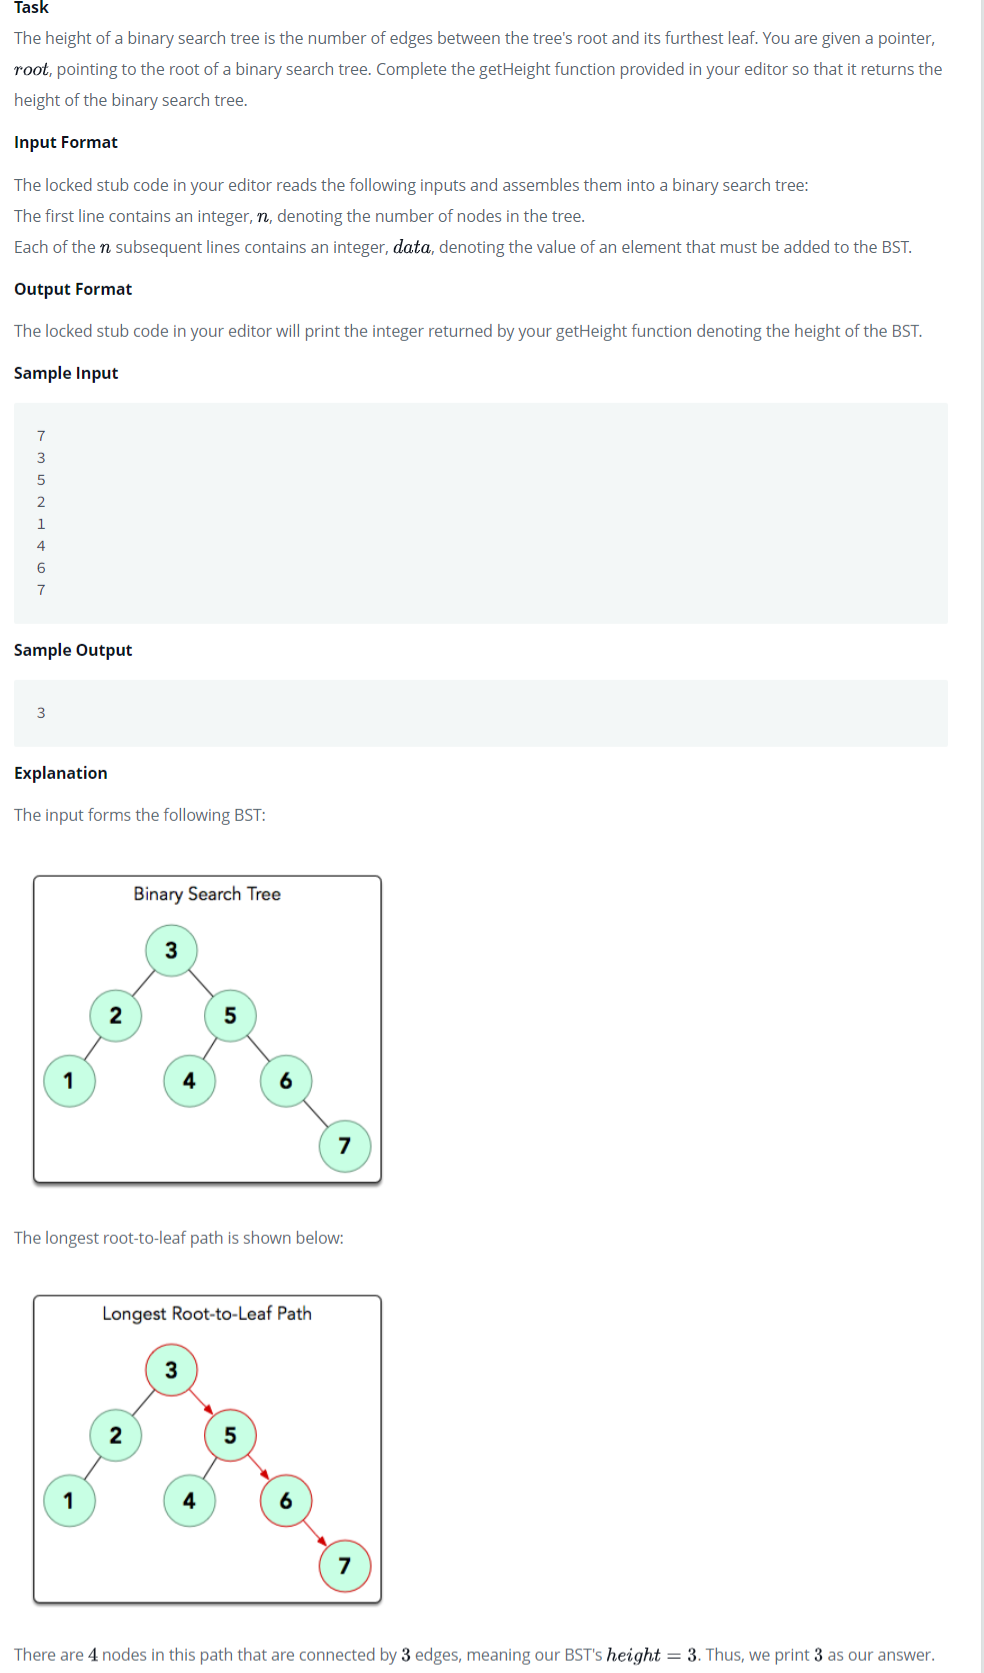 Task
The height of a binary search tree is the number of edges between the tree's root and its furthest leaf. You are given a pointer,
root, pointing to the root of a binary search tree. Complete the getHeight function provided in your editor so that it returns the
height of the binary search tree.
Input Format
The locked stub code in your editor reads the following inputs and assembles them into a binary search tree:
The first line contains an integer, n, denoting the number of nodes in the tree.
Each of the n subsequent lines contains an integer, data, denoting the value of an element that must be added to the BST.
Output Format
The locked stub code in your editor will print the integer returned by your getHeight function denoting the height of the BST.
Sample Input
7
3
5
2
1
4
6
7
Sample Output
3
Explanation
The input forms the following BST:
Binary Search Tree
3
2 5
1 4 6
7
The longest root-to-leaf path is shown below:
Longest Root-to-Leaf Path
3
2 5
1 4 6
7
There are 4 nodes in this path that are connected by 3 edges, meaning our BST's height = 3. Thus, we print 3 as our answer.